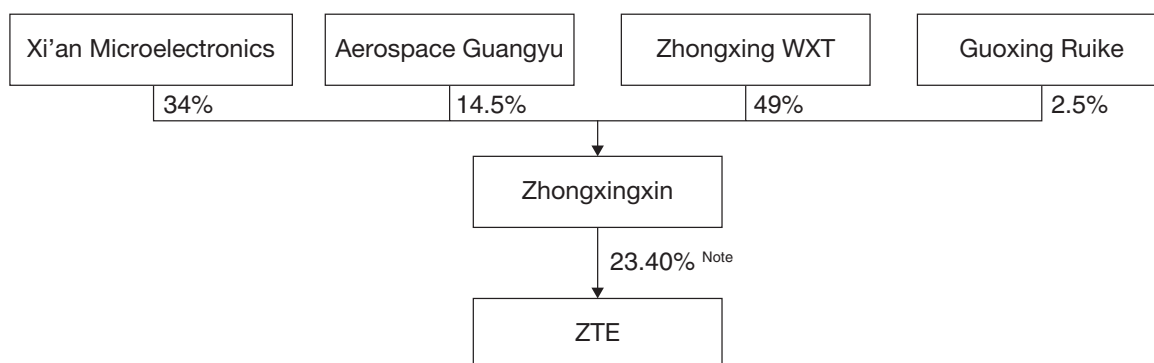 Xi’an Microelectronics
Aerospace Guangyu
Zhongxing WXT
Guoxing Ruike
34%
14.5%
49%
2.5%
Zhongxingxin
23.40% Note
ZTE